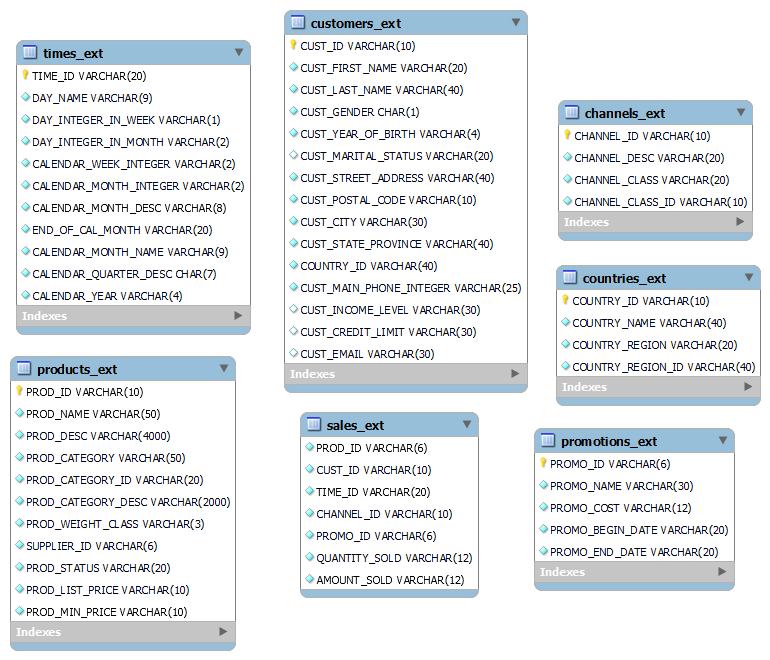 times_ext
TIME_ID VARCHAR(20)
DAY_NAME VARCHAR(9)
DAY_INTEGER_IN_WEEK VARCHAR(1)
DAY_INTEGER_IN_MONTH VARCHAR(2)
CALENDAR_WEEK_INTEGER VARCHAR(2)
CALENDAR_MONTH_INTEGER VARCHAR(2)
CALENDAR_MONTH_DESC VARCHAR(8)
END_OF_CAL_MONTH VARCHAR(20)
CALENDAR_MONTH_NAME VARCHAR(9)
CALENDAR_QUARTER_DESC CHAR(7)
CALENDAR_YEAR VARCHAR(4)
Indexes
customers_ext
CUST_ID VARCHAR(10)
CUST_FIRST_NAME VARCHAR(20)
CUST_LAST_NAME VARCHAR(40)
CUST_GENDER CHAR(1)
CUST_YEAR_OF_BIRTH VARCHAR(4)
CUST_MARITAL_STATUS VARCHAR(20)
CUST_STREET_ADDRESS VARCHAR(40)
CUST_POSTAL_CODE VARCHAR(10)
CUST_CITY VARCHAR(30)
CUST_STATE_PROVINCE VARCHAR(40)
COUNTRY_ID VARCHAR(40)
CUST_MAIN_PHONE_INTEGER VARCHAR(25)
CUST_INCOME_LEVEL VARCHAR(30)
CUST_CREDIT_LIMIT VARCHAR(30)
CUST_EMAIL VARCHAR(30)
Indexes
channels_ext
CHANNEL_ID VARCHAR(10)
CHANNEL_DESC VARCHAR(20)
CHANNEL_CLASS VARCHAR(20)
CHANNEL_CLASS_ID VARCHAR(10)
Indexes
countries_ext
COUNTRY_ID VARCHAR(10)
COUNTRY_NAME VARCHAR(40)
COUNTRY_REGION VARCHAR(20)
COUNTRY_REGION_ID VARCHAR(40)
Indexes
products_ext
PROD_ID VARCHAR(10)
PROD_NAME VARCHAR(50)
PROD_DESC VARCHAR(4000)
PROD_CATEGORY VARCHAR(50)
PROD_CATEGORY_ID VARCHAR(20)
PROD_CATEGORY_DESC VARCHAR(2000)
PROD_WEIGHT_CLASS VARCHAR(3)
SUPPLIER_ID VARCHAR(6)
PROD_STATUS VARCHAR(20)
PROD_LIST_PRICE VARCHAR(10)
PROD_MIN_PRICE VARCHAR(10)
Indexes
sales_ext
PROD_ID VARCHAR(6)
CUST_ID VARCHAR(10)
TIME_ID VARCHAR(20)
CHANNEL_ID VARCHAR(10)
PROMO_ID VARCHAR(6)
QUANTITY_SOLD VARCHAR(12)
AMOUNT_SOLD VARCHAR(12)
promotions_ext
PROMO_ID VARCHAR(6)
PROMO_NAME VARCHAR(30)
PROMO_COST VARCHAR(12)
PROMO_BEGIN_DATE VARCHAR(20)
PROMO_END_DATE VARCHAR(20)
Indexes